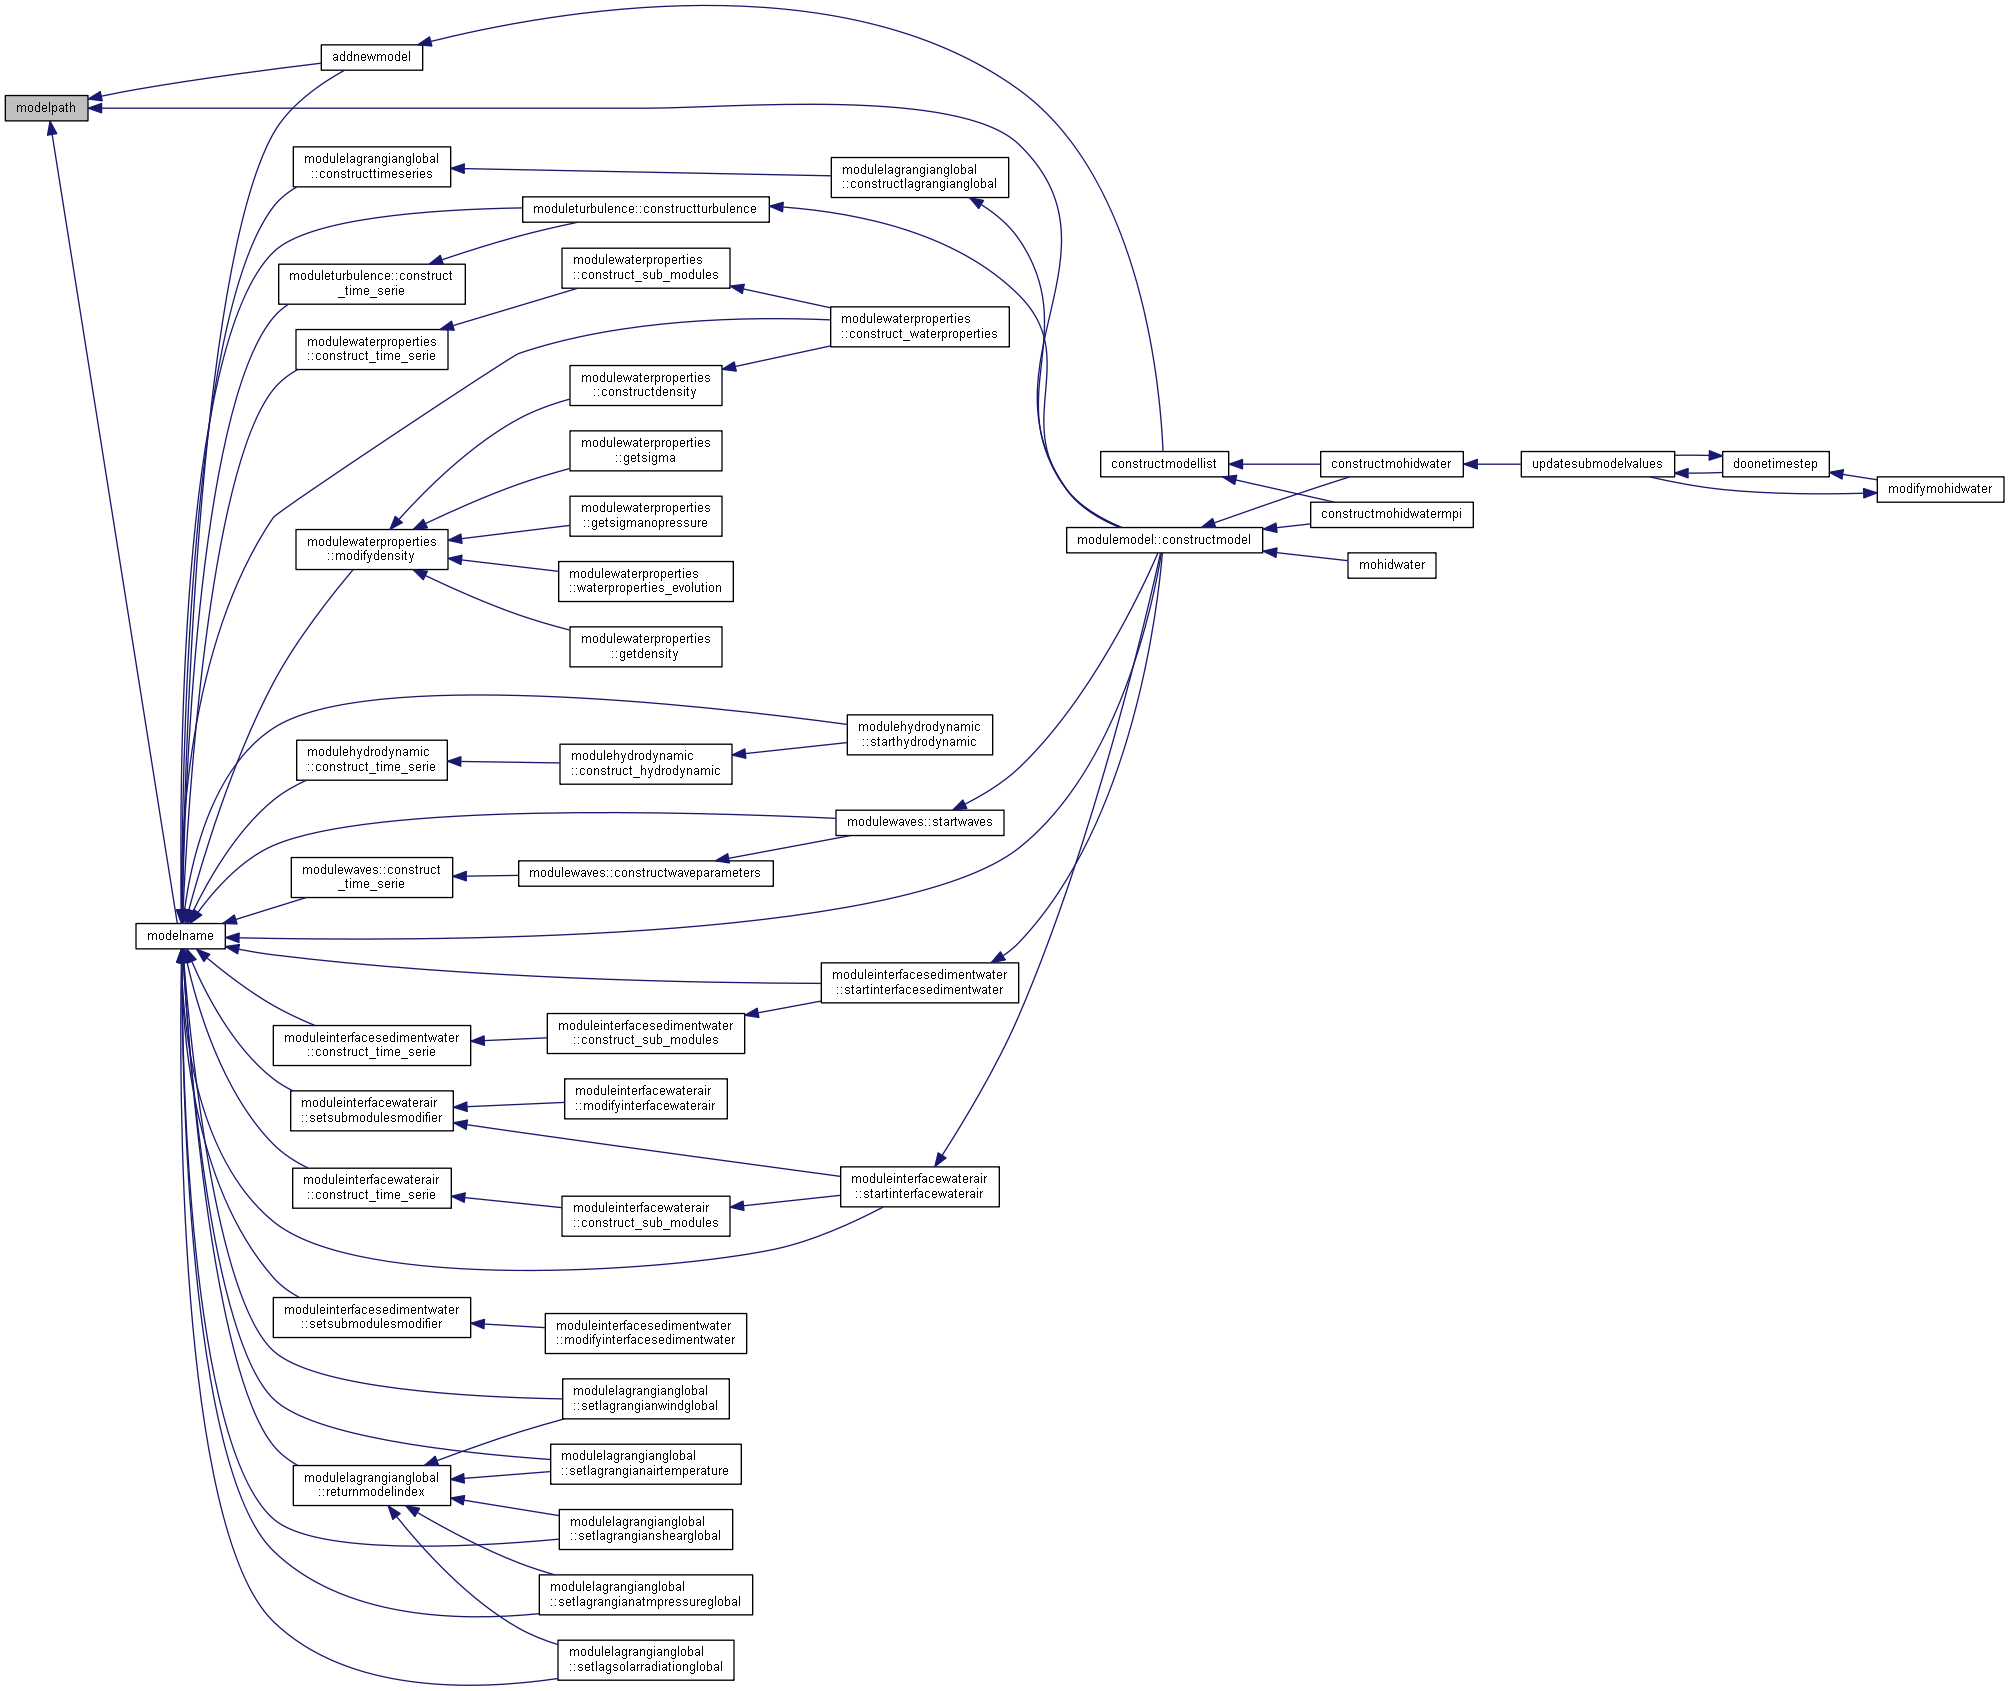 addnewmodel
modelpath
modulelagrangianglobal
::constructtimeseries
modulelagrangianglobal
::constructlagrangianglobal
moduleturbulence::constructturbulence
moduleturbulence::construct
_time_serie
modulewaterproperties
::construct_sub_modules
modulewaterproperties
::construct_waterproperties
modulewaterproperties
::construct_time_serie
modulewaterproperties
::constructdensity
modulewaterproperties
::getsigma
modulewaterproperties
::getsigmanopressure
modulewaterproperties
::modifydensity
modulewaterproperties
::waterproperties_evolution
modulewaterproperties
::getdensity
constructmodellist
constructmohidwater
updatesubmodelvalues
doonetimestep
modifymohidwater
constructmohidwatermpi
modulemodel::constructmodel
mohidwater
modulehydrodynamic
::starthydrodynamic
modulehydrodynamic
::construct_time_serie
modulehydrodynamic
::construct_hydrodynamic
modulewaves::startwaves
modulewaves::construct
_time_serie
modulewaves::constructwaveparameters
modelname
moduleinterfacesedimentwater
::startinterfacesedimentwater
moduleinterfacesedimentwater
::construct_time_serie
moduleinterfacesedimentwater
::construct_sub_modules
moduleinterfacewaterair
::setsubmodulesmodifier
moduleinterfacewaterair
::modifyinterfacewaterair
moduleinterfacewaterair
::construct_time_serie
moduleinterfacewaterair
::construct_sub_modules
moduleinterfacewaterair
::startinterfacewaterair
moduleinterfacesedimentwater
::setsubmodulesmodifier
moduleinterfacesedimentwater
::modifyinterfacesedimentwater
modulelagrangianglobal
::setlagrangianwindglobal
modulelagrangianglobal
::setlagrangianairtemperature
modulelagrangianglobal
::returnmodelindex
modulelagrangianglobal
::setlagrangianshearglobal
modulelagrangianglobal
::setlagrangianatmpressureglobal
modulelagrangianglobal
::setlagsolarradiationglobal